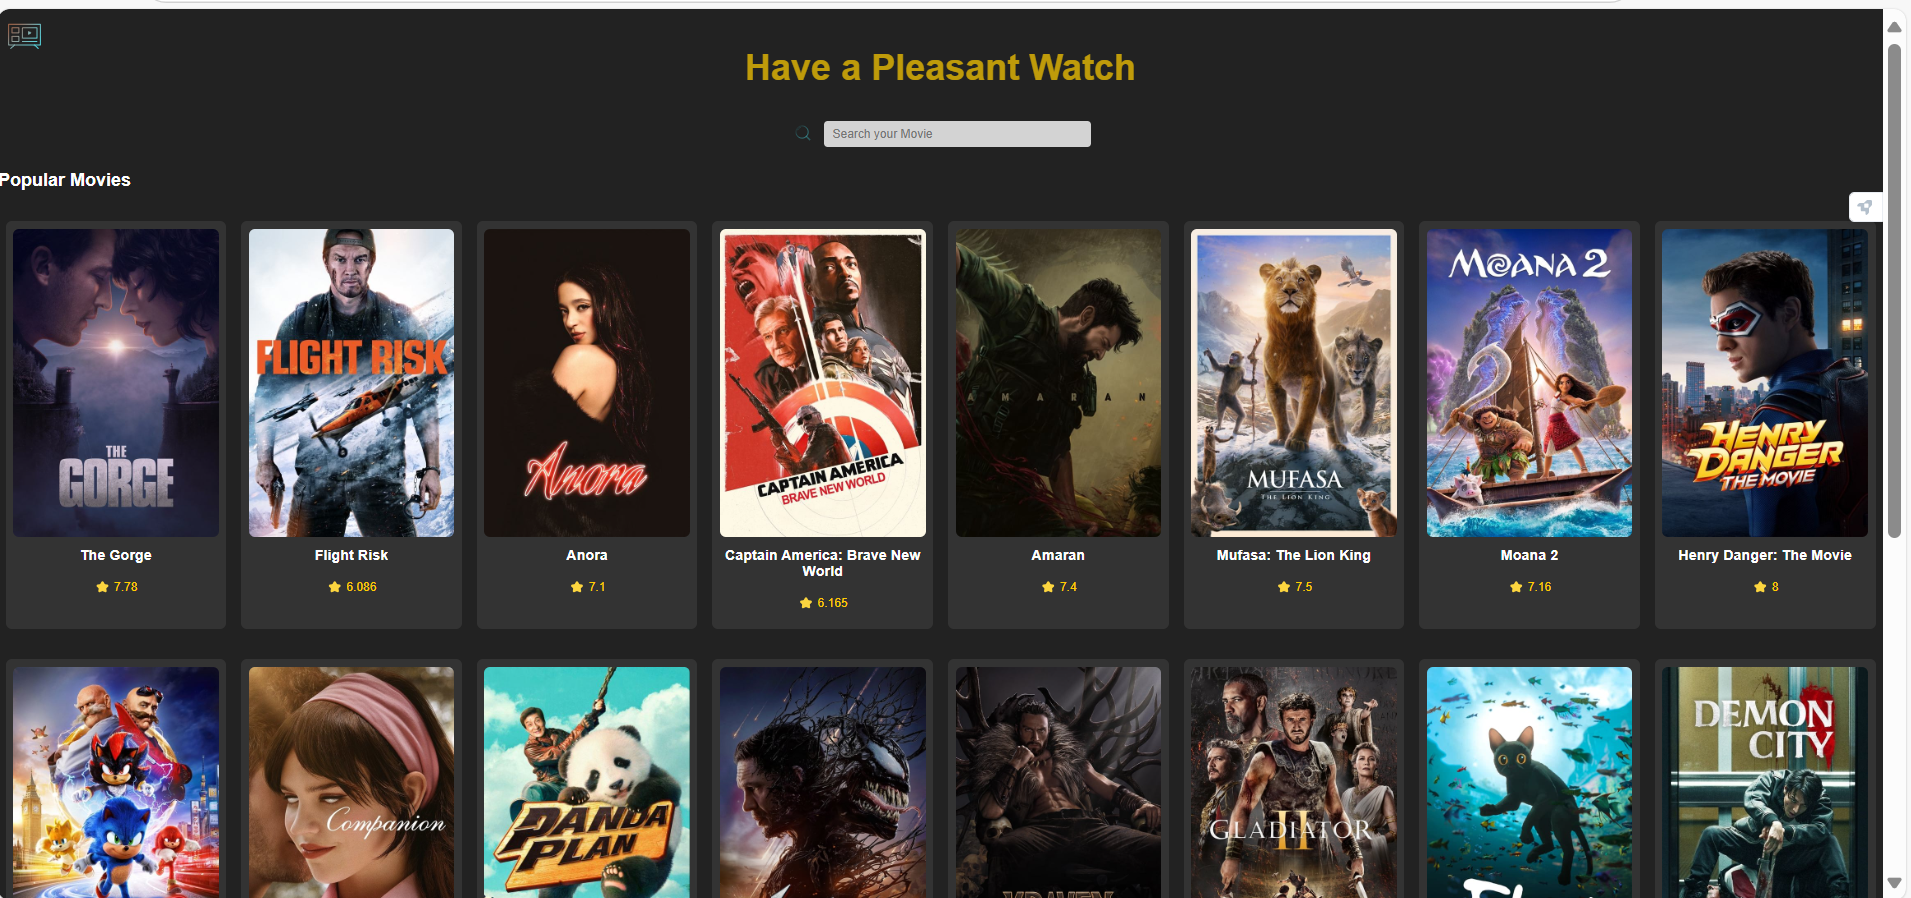 Have a Pleasant Watch
Search your Movie
Popular Movies
THE
GORGE
FLIGHT RISK
Anora
CAPTAIN AMERICA
BRAVE NEW WORLD
AMARAN
MUFASA
THE LION KING
MOANA 2
HENRY
DANGER
THE MOVIE
The Gorge
Flight Risk
Anora
Captain America: Brave New
World
Amaran
Mufasa: The Lion King
Moana 2
Henry Danger: The Movie
7.78
6.086
7.1
6.165
7.4
7.5
7.16
8
Companion
PANDA
PLAN
GLADIATOR
II
DEMON
CITY